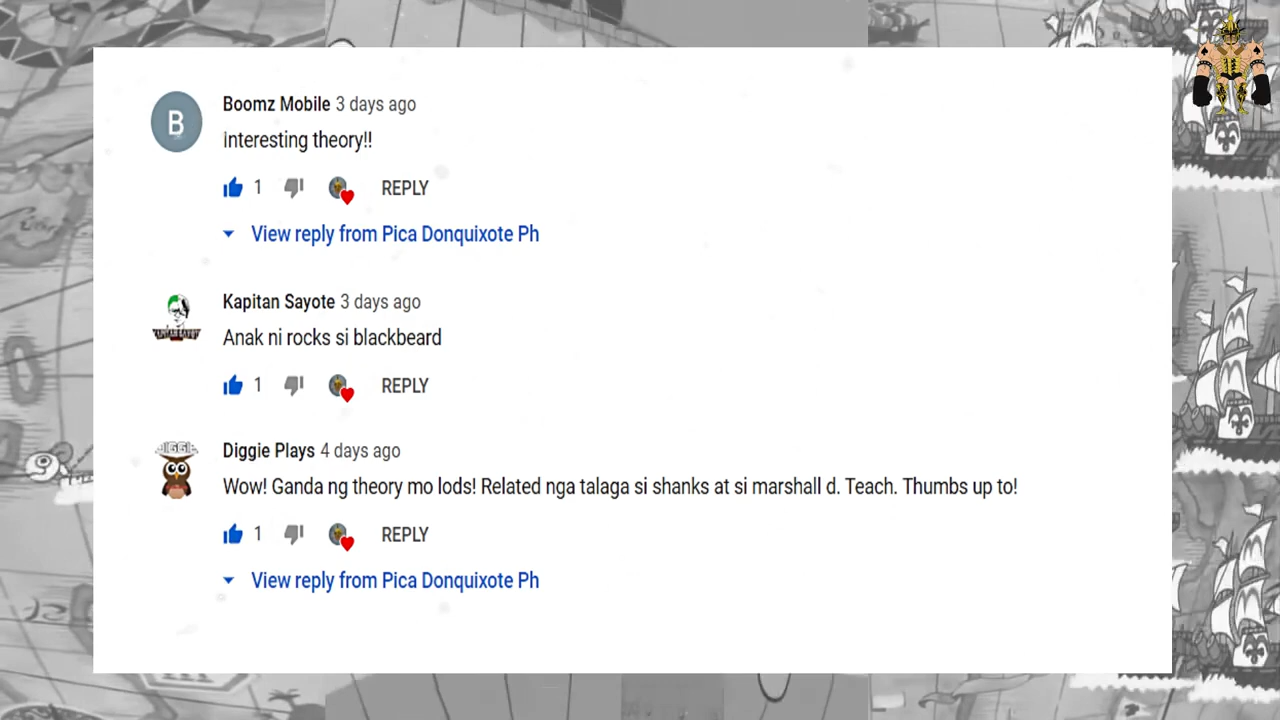 B
Boomz Mobile 3 days ago
interesting theory!!
1 REPLY
View reply from Pica Donquixote Ph
Kapitan Sayote 3 days ago
Anak ni rocks si blackbeard
1 REPLY
DIGGIE
Diggie Plays 4 days ago
Wow! Ganda ng theory mo lods! Related nga talaga si shanks at si marshall d. Teach. Thumbs up to!
1 REPLY
View reply from Pica Donquixote Ph